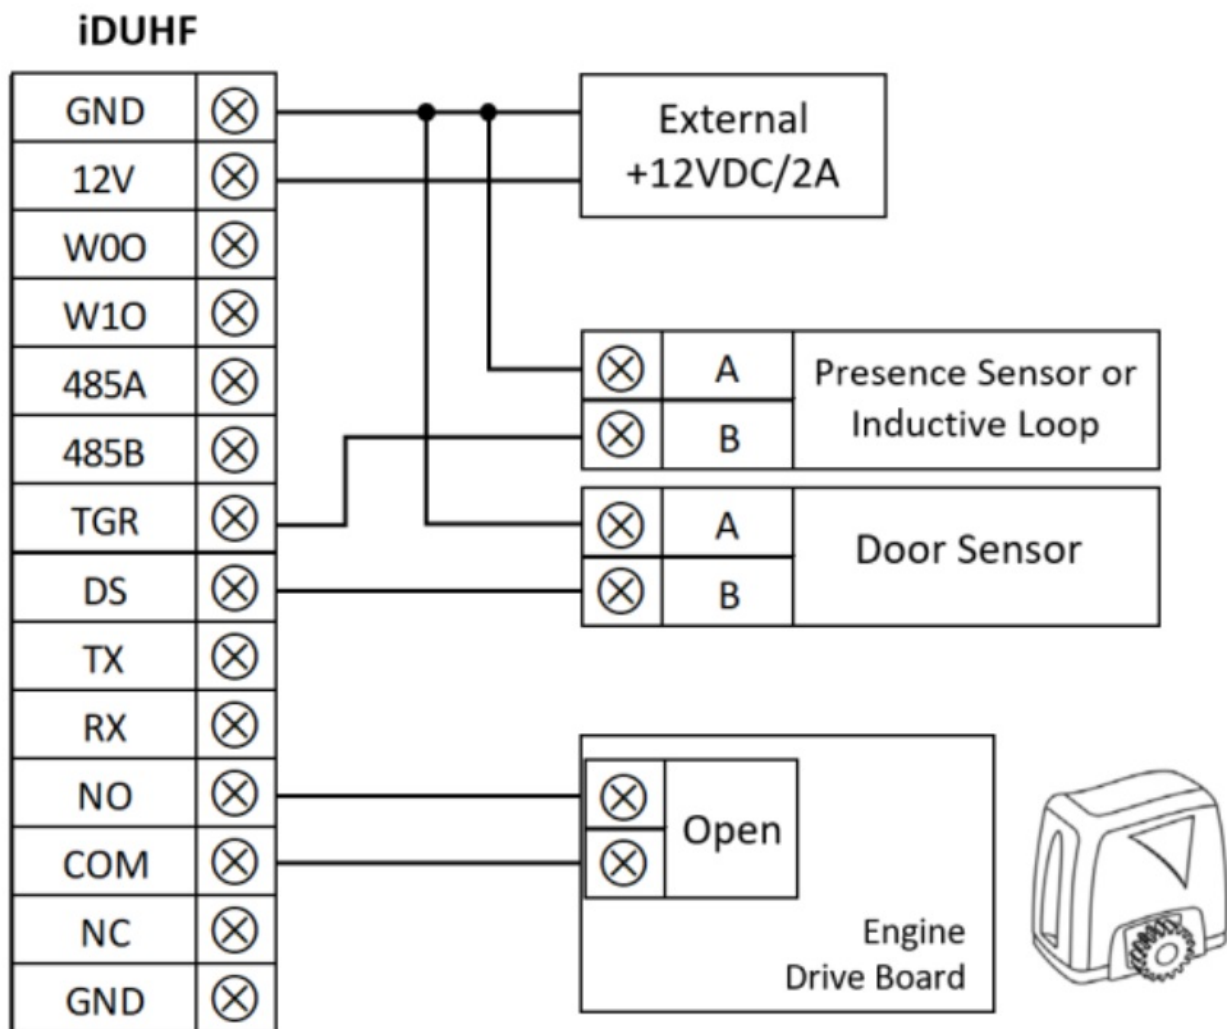 iDUHF
GND
12V
W0O
W1O
485A
485B
TGR
DS
TX
RX
NO
COM
NC
GND
External
+12VDC/2A
A
B
Presence Sensor or
Inductive Loop
A
B
Door Sensor
Open
Engine
Drive Board